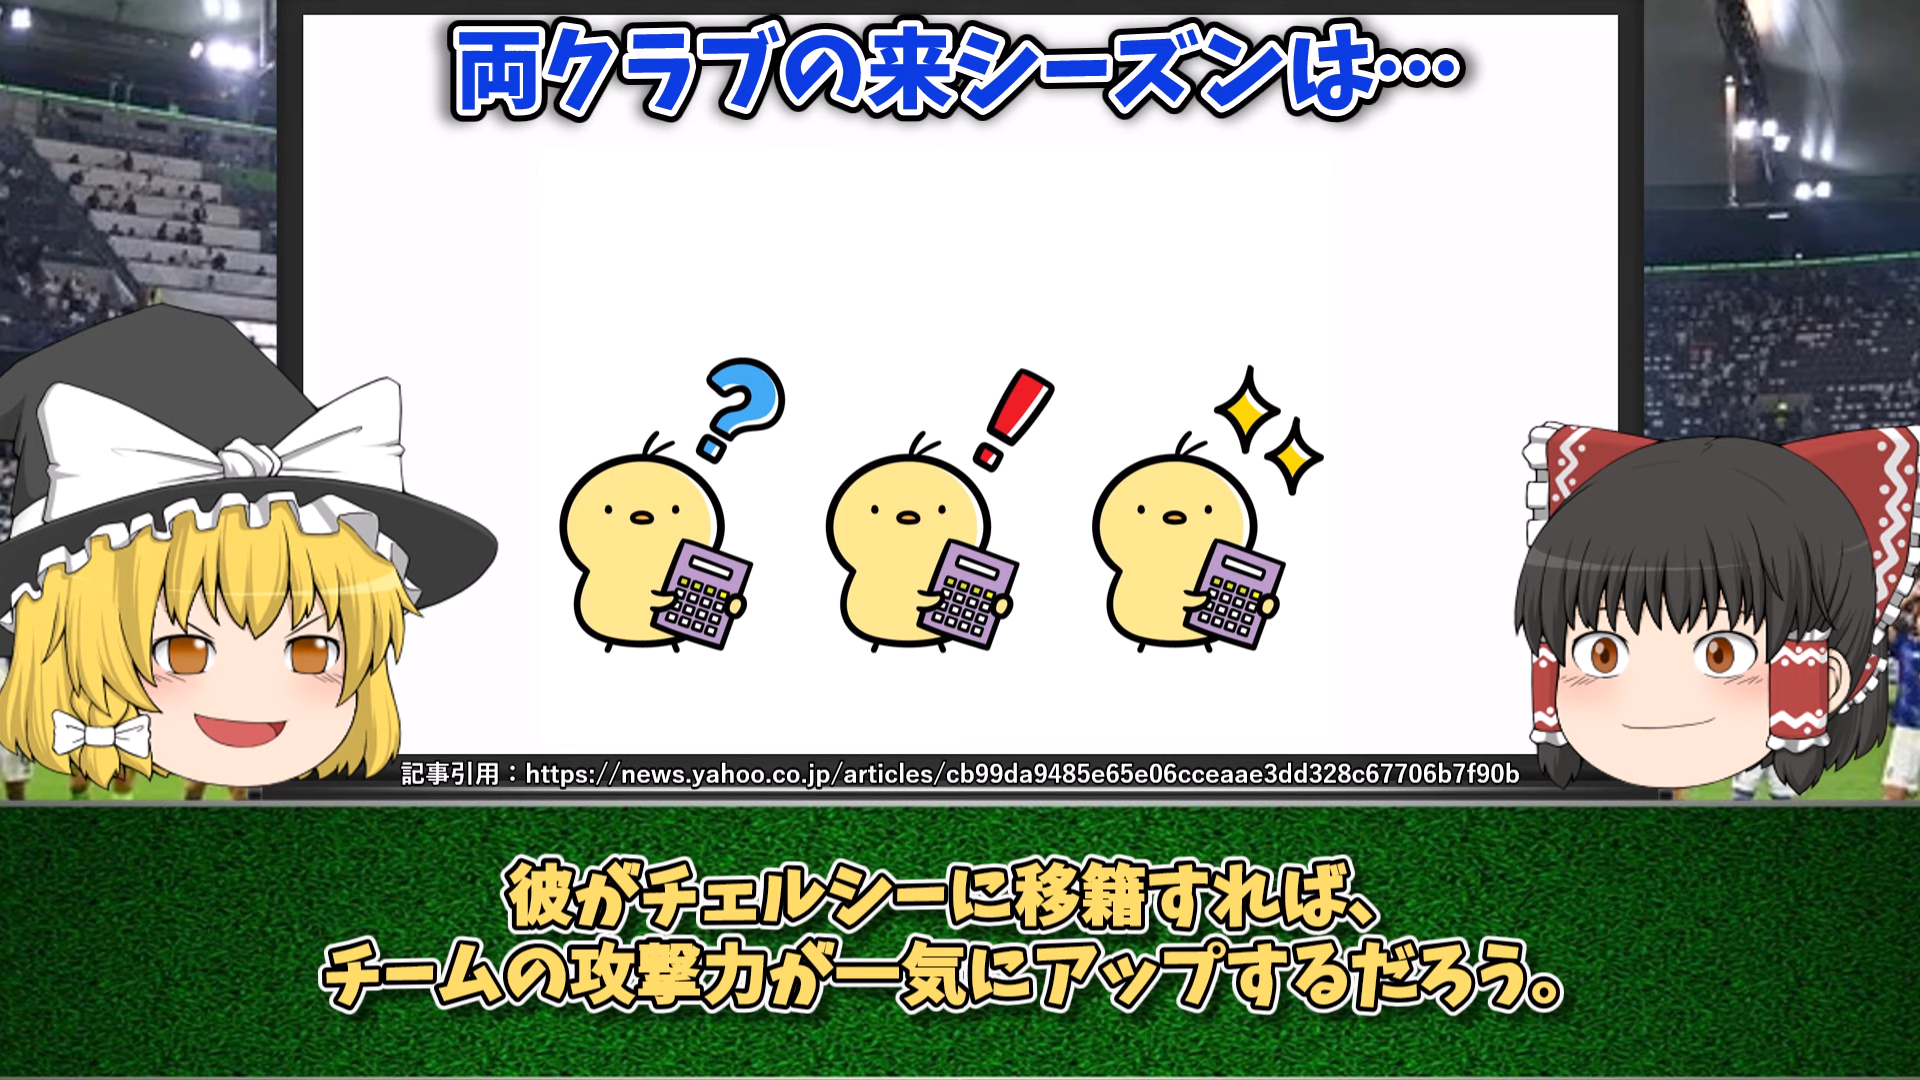 両クラブの来シーズンは…
記事引用：https://news.yahoo.co.jp/articles/cb99da9485e65e06cceaae3dd328c67706b7f90b
彼がチェルシーに移籍すれば、
チームの攻撃力が一気にアップするだろう。